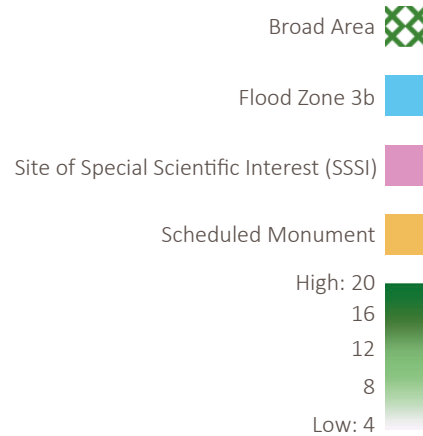 Broad Area
Flood Zone 3b
Site of Special Scientific Interest (SSSI)
Scheduled Monument
High: 20
16
12
8
Low: 4